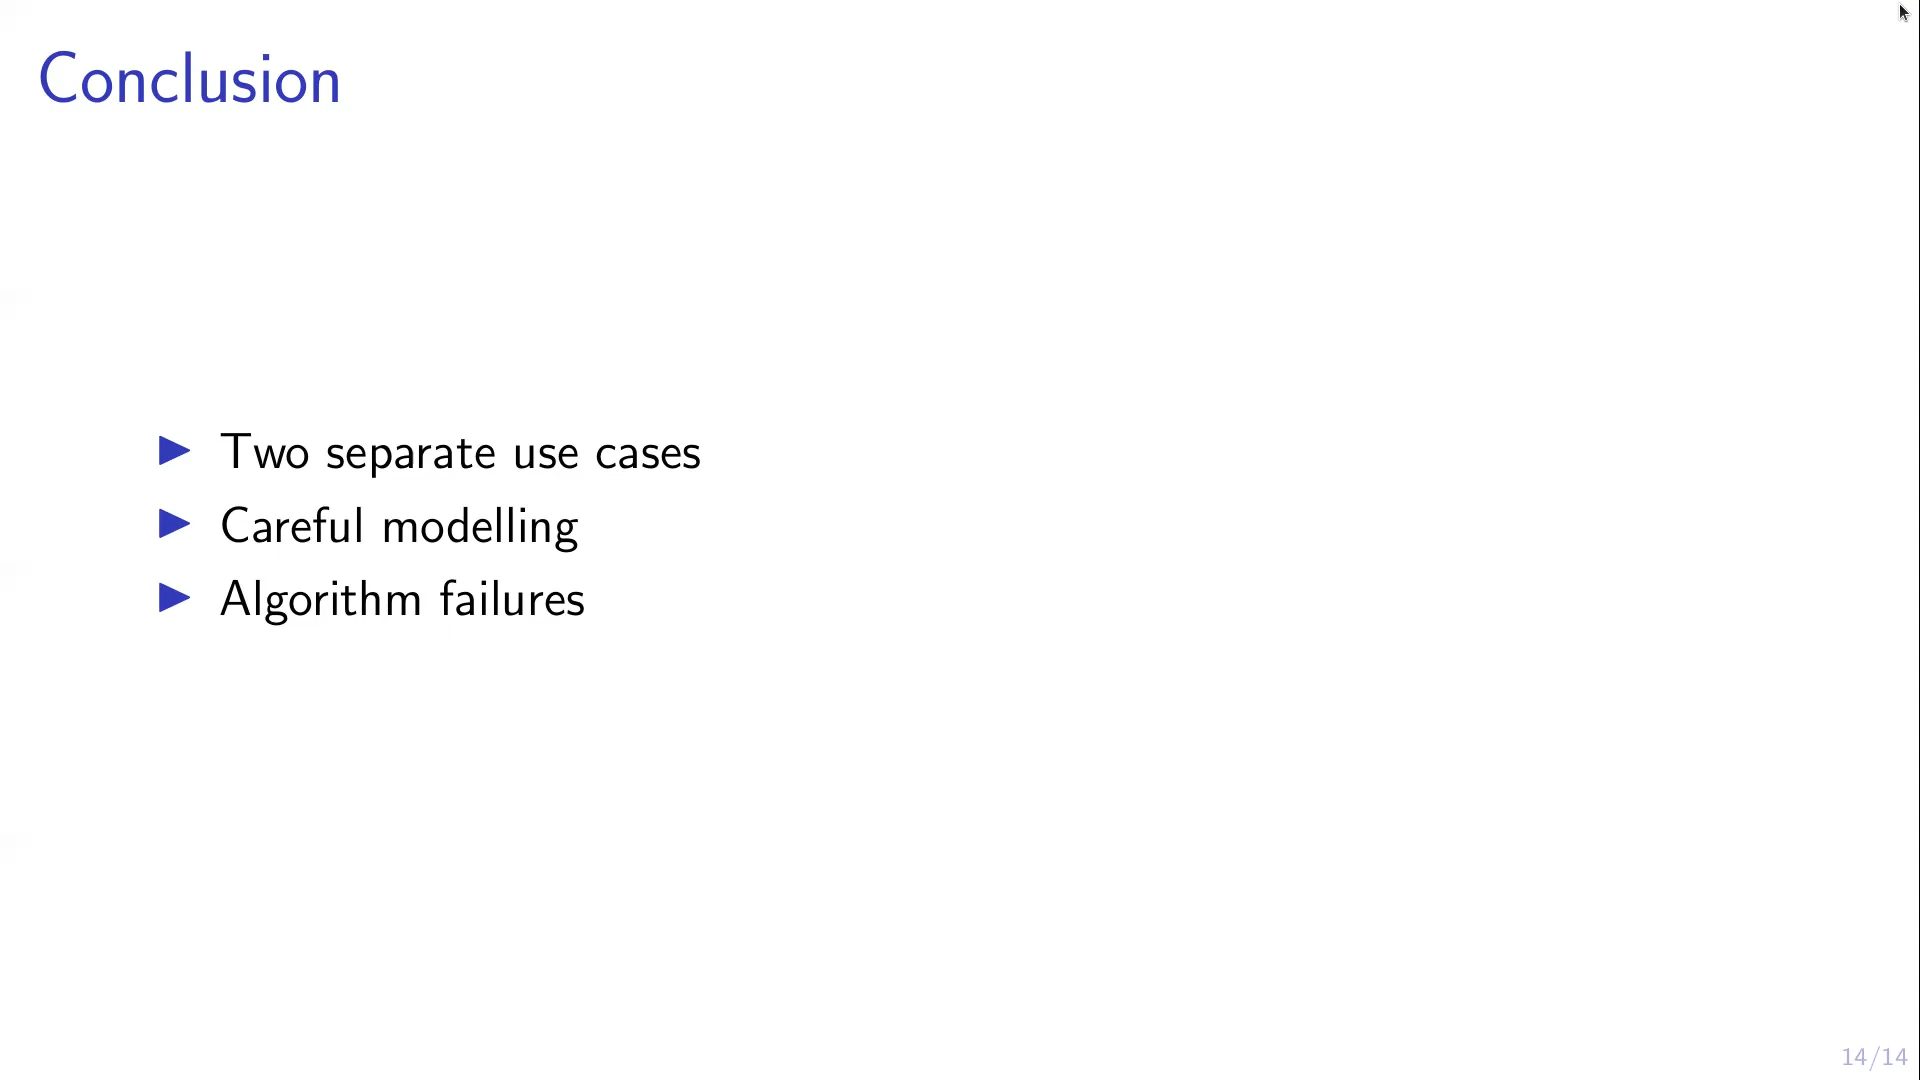 Conclusion
Two separate use cases
Careful modelling
Algorithm failures
14/14